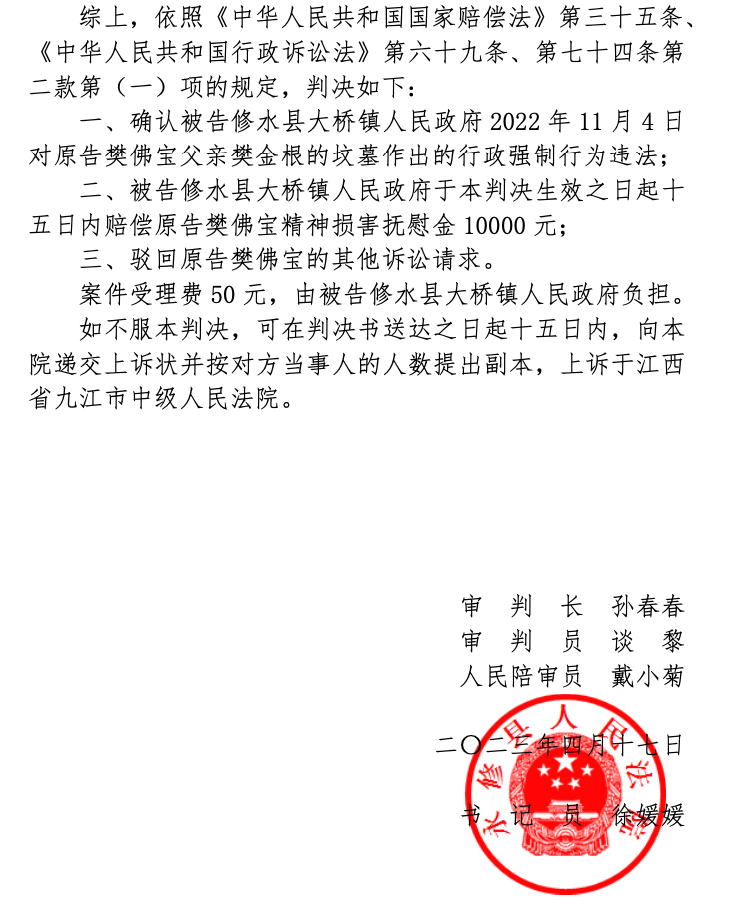 综上，依照《中华人民共和国国家赔偿法》第三十五条、
《中华人民共和国行政诉讼法》第六十九条、第七十四条第
二款第（一）项的规定，判决如下：
一、确认被告修水县大桥镇人民政府 2022 年 11 月 4 日
对原告樊佛宝父亲樊金根的坟墓作出的行政强制行为违法；
二、被告修水县大桥镇人民政府于本判决生效之日起十
五日内赔偿原告樊佛宝精神损害抚慰金 10000 元；
三、驳回原告樊佛宝的其他诉讼请求。
案件受理费 50 元，由被告修水县大桥镇人民政府负担。
如不服本判决，可在判决书送达之日起十五日内，向本
院递交上诉状并按对方当事人的人数提出副本，上诉于江西
省九江市中级人民法院。
审 判 长 孙春春
审 判 员 谈 黎
人民陪审员 戴小菊
二〇二三年四月十七日
书 记 员 徐媛媛
永修县人民法院